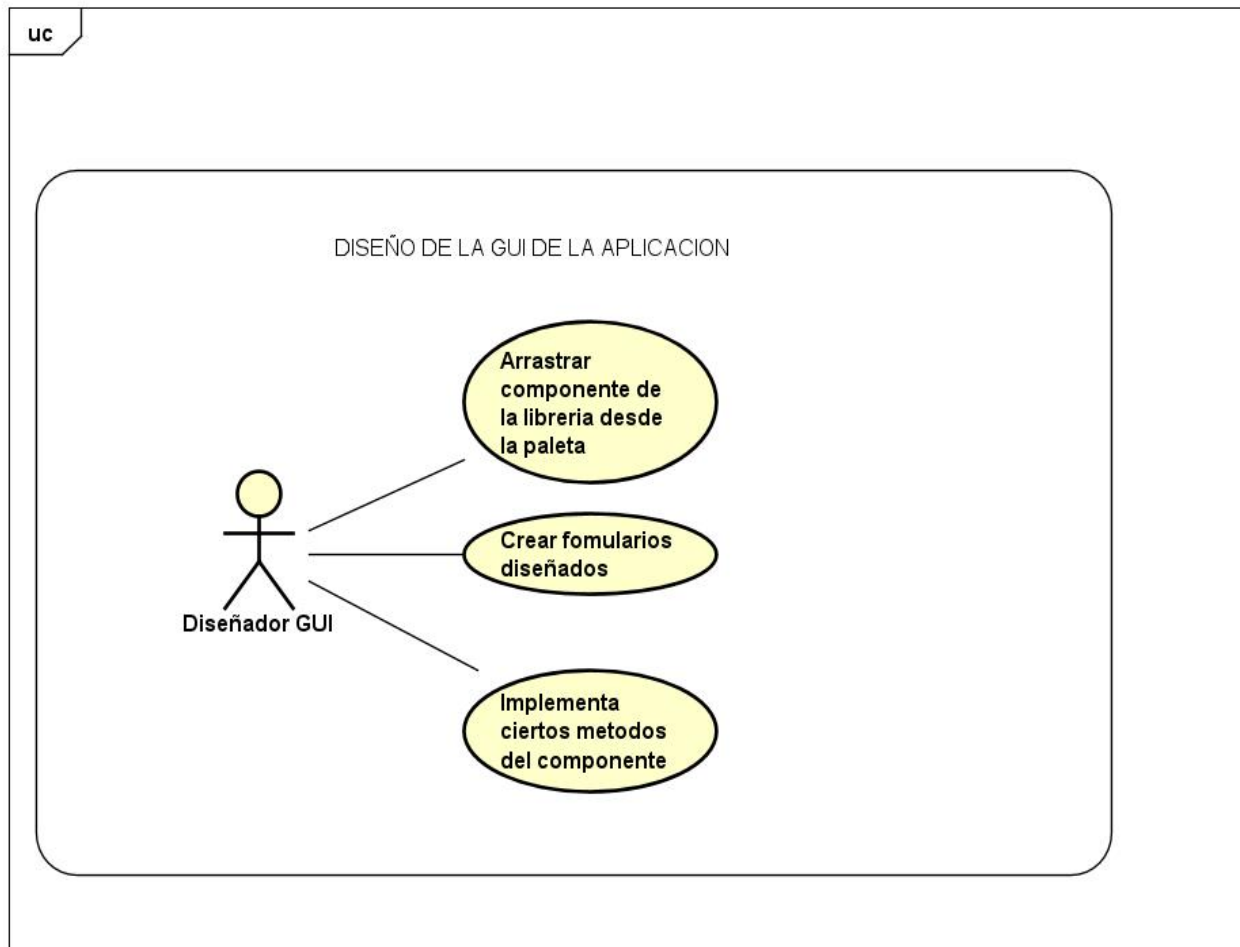 uc
DISEÑO DE LA GUI DE LA APLICACION
Arrastrar
componente de
la libreria desde
la paleta
Crear fomularios
diseñados
Diseñador GUI
Implementa
ciertos metodos
del componente